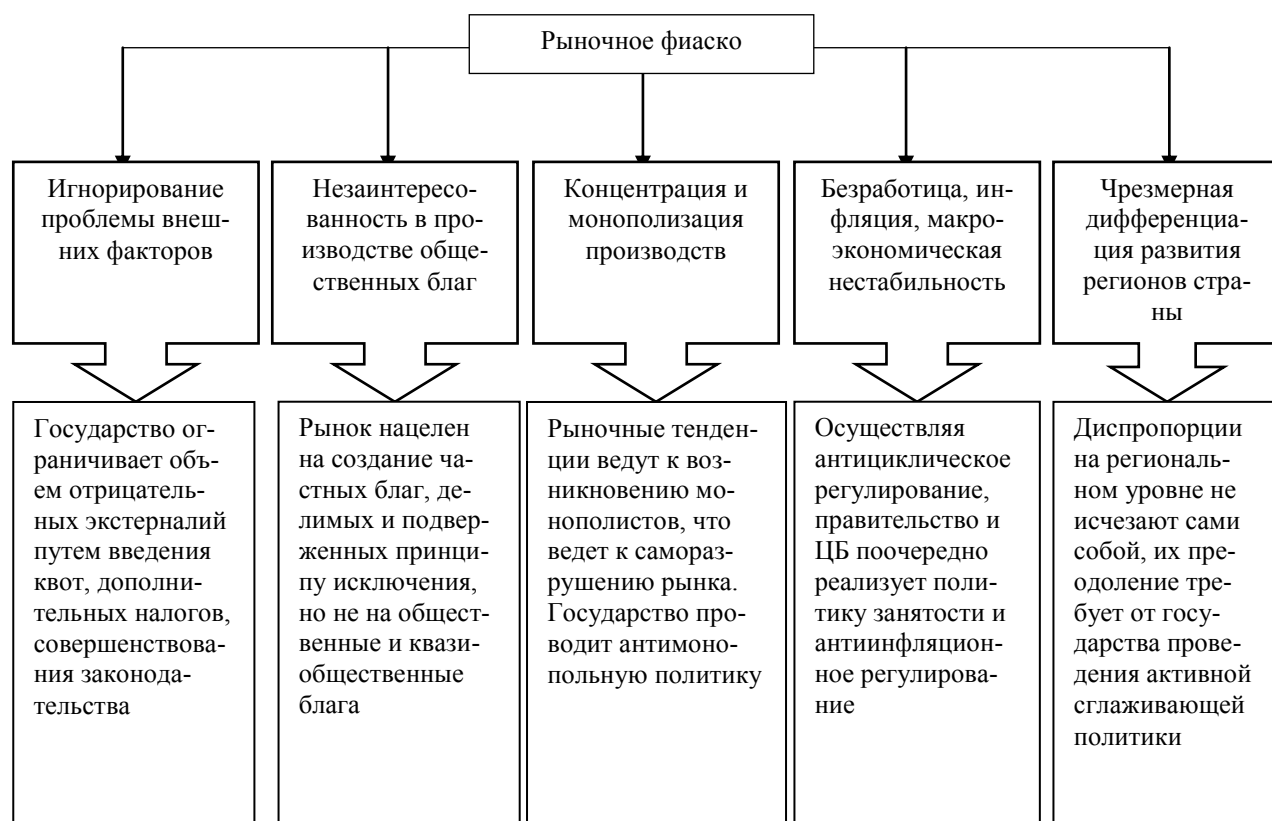 Рыночное фиаско
Игнорирование
проблемы внеш-
них факторов
Незаинтересо-
ванность в про-
изводстве обще-
ственных благ
Концентрация и
монополизация
производств
Безработица, ин-
фляция, макро-
экономическая
нестабильность
Чрезмерная
дифференциа-
ция развития
регионов стра-
ны
Государство ог-
раничивает объ-
ем отрицатель-
ных экстерналий
путем введения
квот, дополни-
тельных налогов,
совершенствова-
ния законода-
тельства
Рынок нацелен
на создание ча-
стных благ, де-
лимых и подвер-
женных принци-
пу исключения,
но не на общест-
венные и квази-
общественные
блага
Рыночные тенден-
ции ведут к воз-
никновению мо-
нополистов, что
ведет к саморазр-
ушению рынка.
Государство про-
водит антимоно-
польную политику
Осуществляя
антициклическое
регулирование,
правительство и
ЦБ поочередно
реализует поли-
тику занятости и
антиинфляцион-
ное регулирова-
ние
Диспропорции
на региональ-
ном уровне не
исчезают сами
собой, их пре-
одоление тре-
бует от госу-
дарства прове-
дения активной
сглаживающей
политики